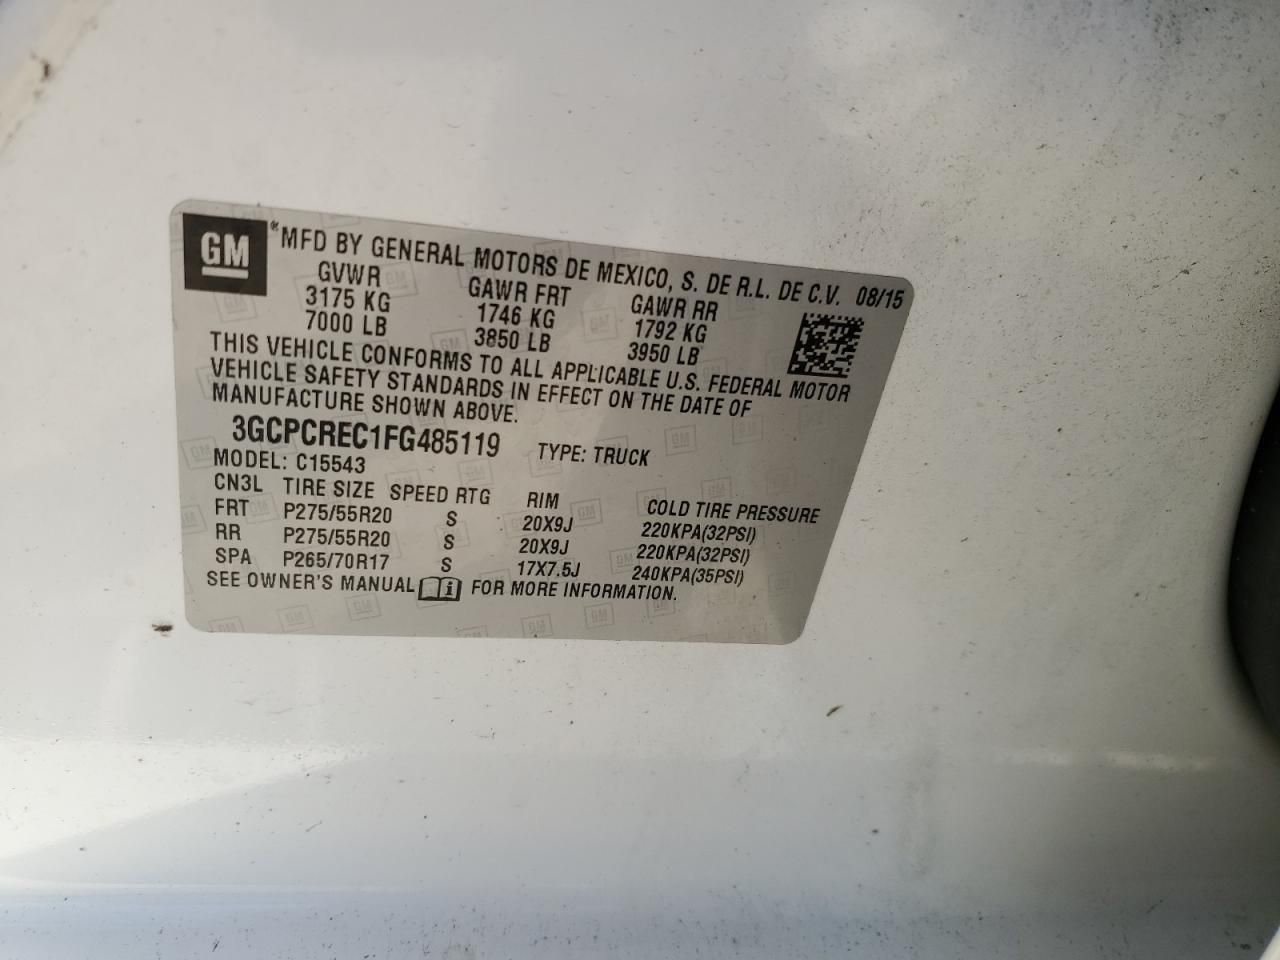 GM ®MFD BY GENERAL MOTORS DE MEXICO, S. DE R.L. DE C.V. 08/15
GVWR GAWR FRT GAWR RR
3175 KG 1746 KG 1792 KG
7000 LB 3850 LB 3950 LB
THIS VEHICLE CONFORMS TO ALL APPLICABLE U.S. FEDERAL MOTOR
VEHICLE SAFETY STANDARDS IN EFFECT ON THE DATE OF
MANUFACTURE SHOWN ABOVE.
3GCPCREC1FG485119 TYPE: TRUCK
MODEL: C15543
CN3L TIRE SIZE SPEED RTG RIM COLD TIRE PRESSURE
FRT P275/55R20 S 20X9J 220KPA(32PSI)
RR P275/55R20 S 20X9J 220KPA(32PSI)
SPA P265/70R17 S 17X7.5J 240KPA(35PSI)
SEE OWNER'S MANUAL i FOR MORE INFORMATION.